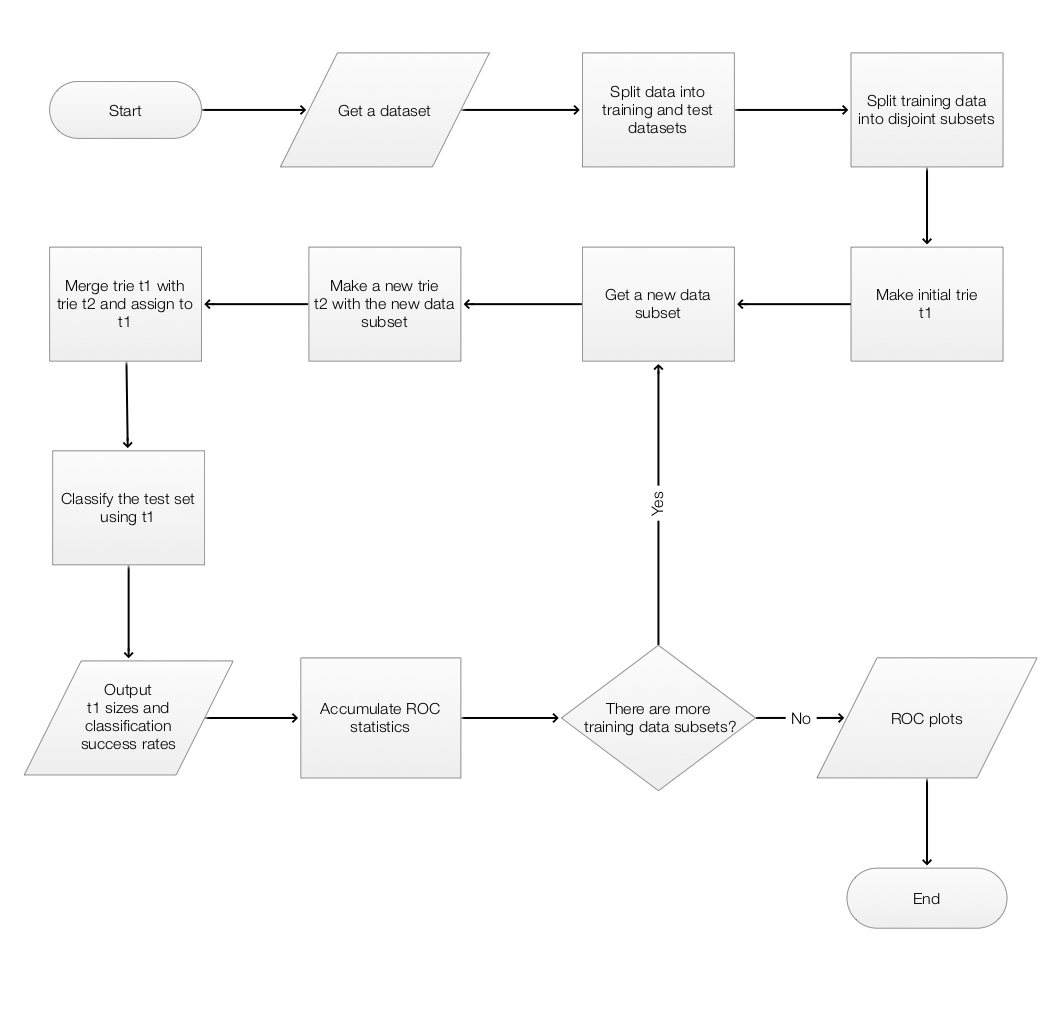 Start
Get a dataset
Split data into
training and test
datasets
Split training data
into disjoint subsets
Make initial trie
t1
Get a new data
subset
Make a new trie
t2 with the new data
subset
Merge trie t1 with
trie t2 and assign to
t1
Classify the test set
using t1
Output
t1 sizes and
classification
success rates
Accumulate ROC
statistics
There are more
training data subsets?
Yes
No
ROC plots
End